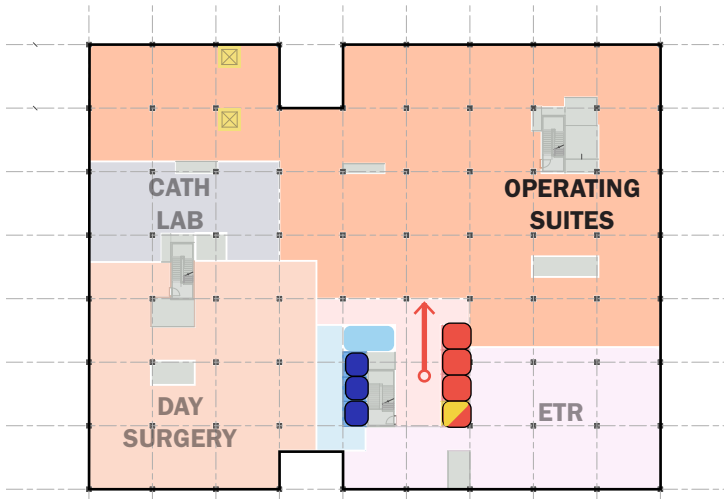 CATH
LAB
OPERATING
SUITES
DAY
SURGERY
ETR